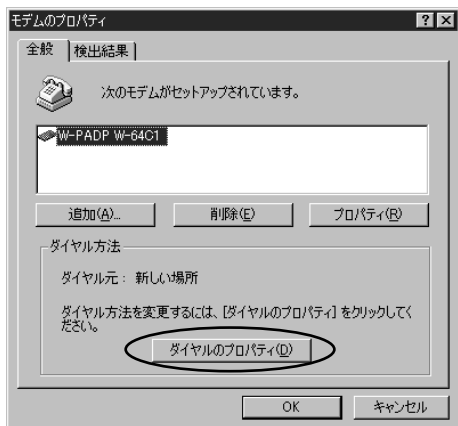 モデムのプロパティ
全般 検出結果
次のモデムがセットアップされています。
W-PADP W-64C1
追加(A)... 削除(E) プロパティ(R)
ダイヤル方法
ダイヤル元： 新しい場所
ダイヤル方法を変更するには、[ダイヤルのプロパティ] をクリックしてく
ださい。
ダイヤルのプロパティ(D)
OK キャンセル